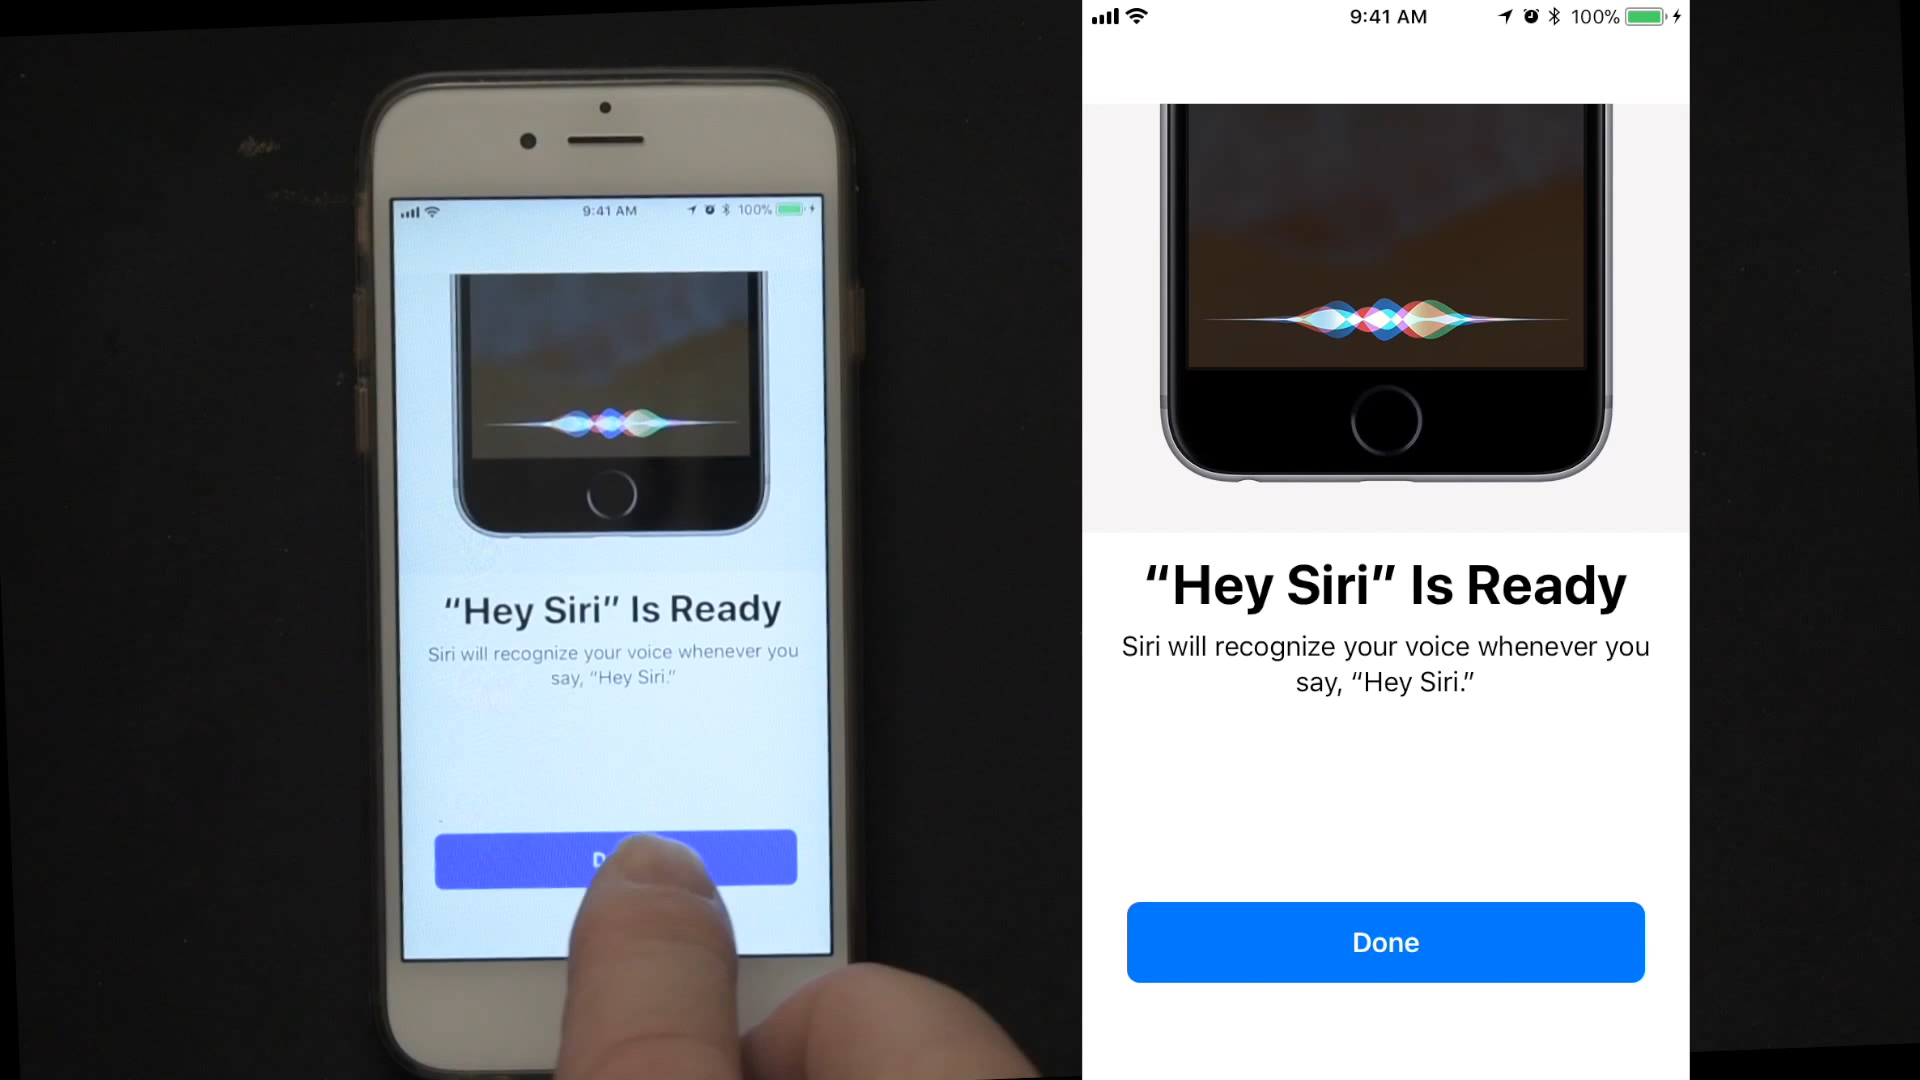 9:41 AM 100%
“Hey Siri” Is Ready
Siri will recognize your voice whenever you
say, “Hey Siri.”
9:41 AM 100%
“Hey Siri” Is Ready
Siri will recognize your voice whenever you
say, “Hey Siri.”
Done